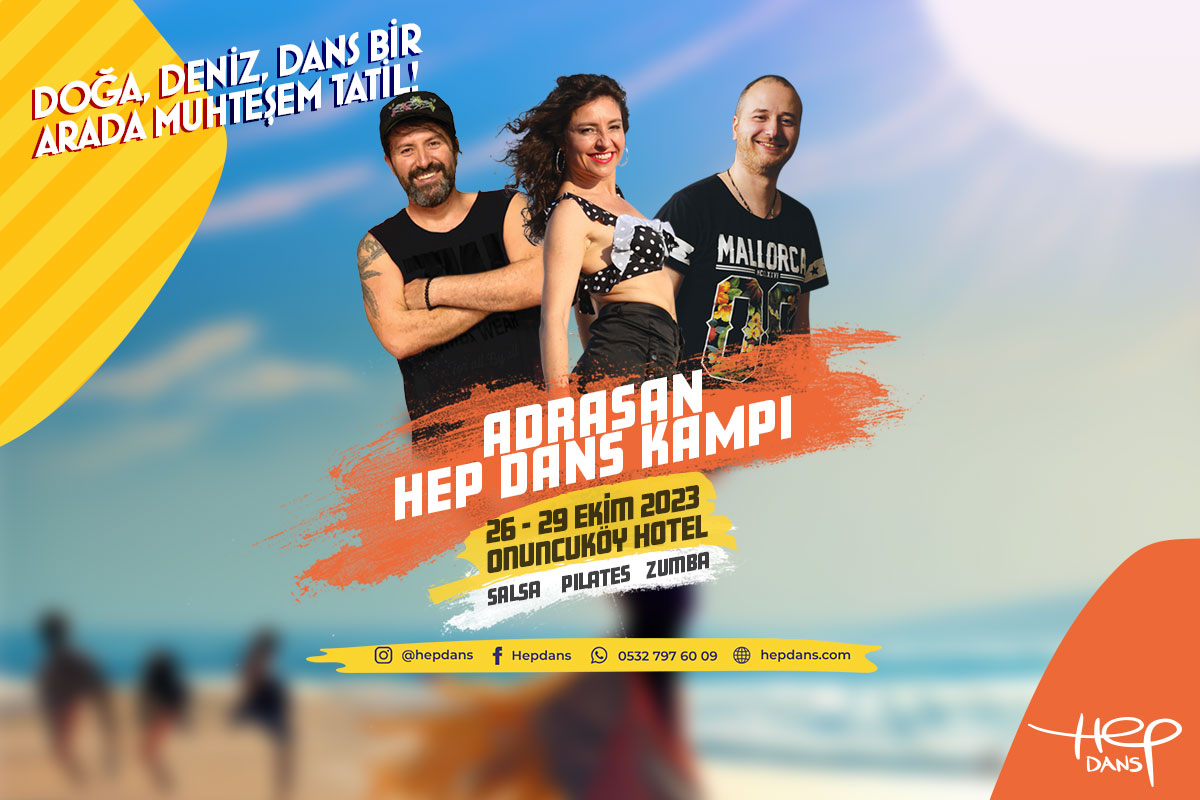 DOĞA, DENİZ, DANS BİR
ARADA MUHTEŞEM TATİL!
MALLORCA
ADRASAN
HEP DANS KAMPI
26 - 29 EKİM 2023
ONUNCUKÖY HOTEL
SALSA PILATES ZUMBA
@hepdans Hepdans 0532 797 60 09 hepdans.com
Hep
DANS